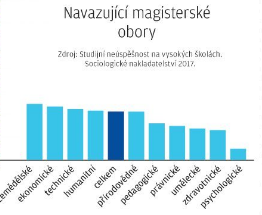 Navazující magisterské
obory
Zdroj: Studijní neúspěšnost na vysokých školách.
Sociologické nakladatelství 2017.
ekonomické
technické
humanitní
celkem
přírodovědné
pedagogické
právnické
umělecké
zdravotnické
psychologické